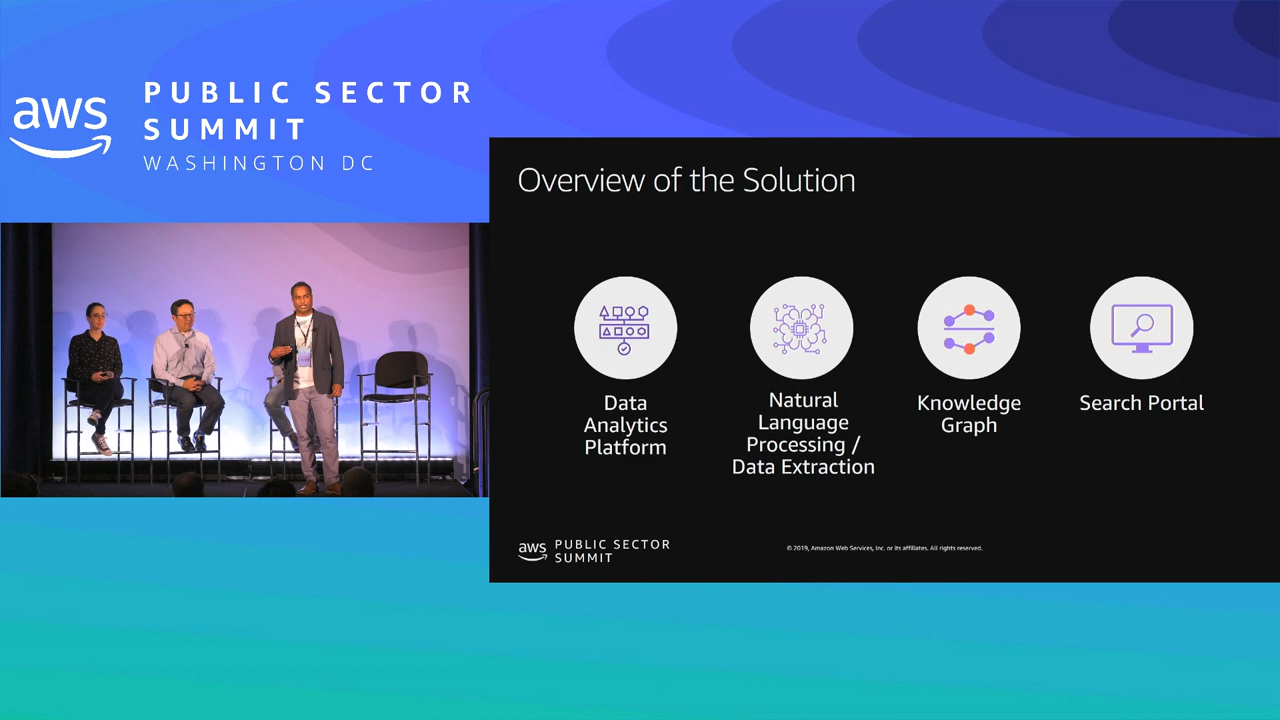 aws
PUBLIC SECTOR
SUMMIT
WASHINGTON DC
Overview of the Solution
Data
Analytics
Platform
Natural
Language
Processing /
Data Extraction
Knowledge
Graph
Search Portal
aws
PUBLIC SECTOR
SUMMIT
© 2019, Amazon Web Services, Inc. or its affiliates. All rights reserved.